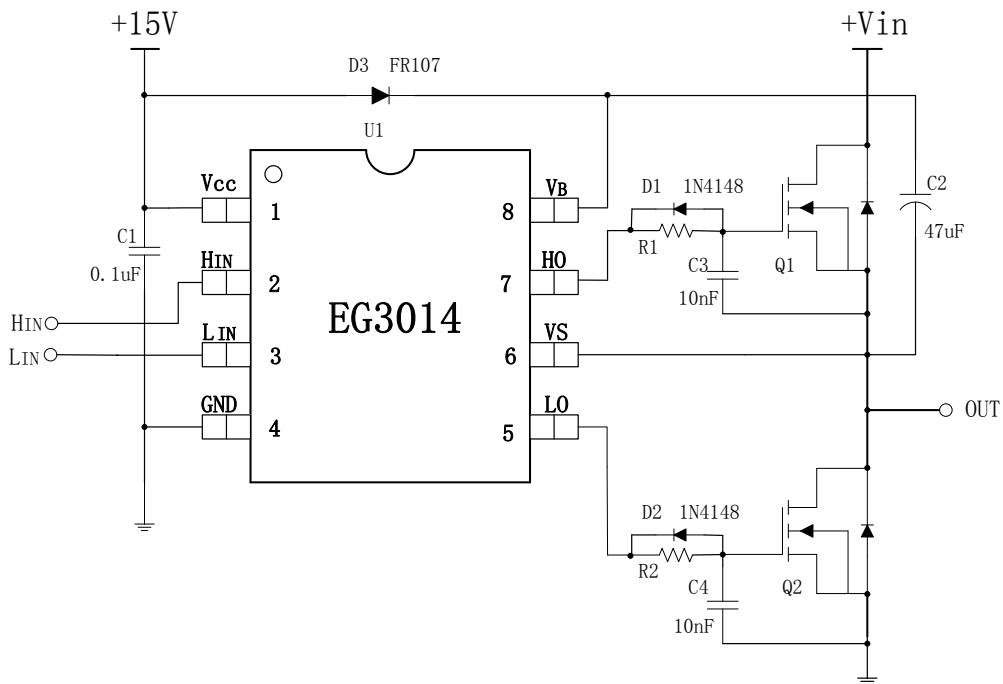 +15V
+Vin
D3 FR107
U1
Vcc
1
VB
8
D1 1N4148
C2
47uF
R1
C1
0.1uF
HIN
2
HO
7
C3
10nF
Q1
EG3014
HIN
LIN
LIN
3
VS
6
GND
4
LO
5
OUT
D2 1N4148
R2
C4
10nF
Q2